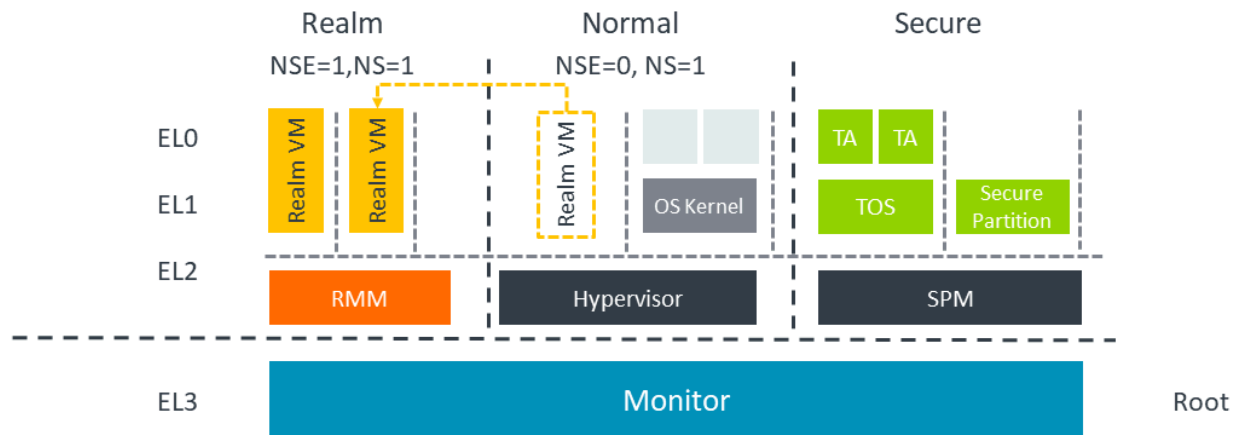 Realm
Normal
Secure
NSE=1,NS=1
NSE=0, NS=1
EL0
Realm VM
Realm VM
Realm VM
TA
TA
EL1
OS Kernel
TOS
Secure
Partition
EL2
RMM
Hypervisor
SPM
EL3
Monitor
Root